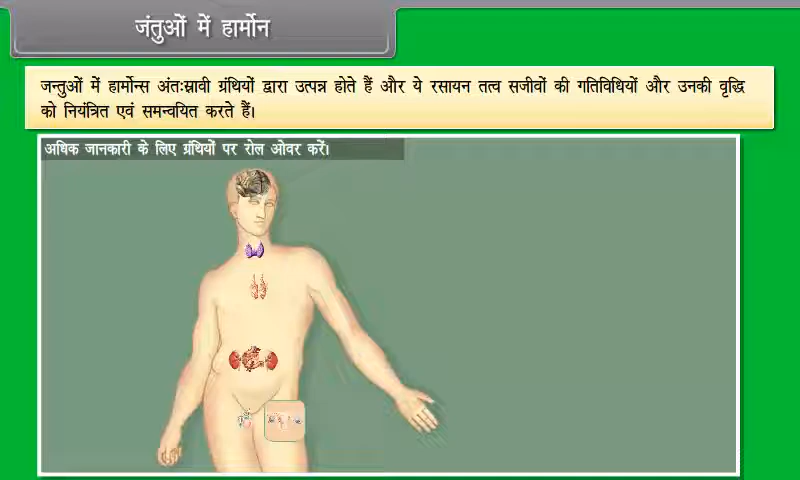 जंतुओं में हार्मोन
जन्तुओं में हार्मोन्स अंतःस्रावी ग्रंथियों द्वारा उत्पन्न होते हैं और ये रसायन तत्व सजीवों की गतिविधियों और उनकी वृद्धि
को नियंत्रित एवं समन्वयित करते हैं।
अधिक जानकारी के लिए ग्रंथियों पर रोल ओवर करें।